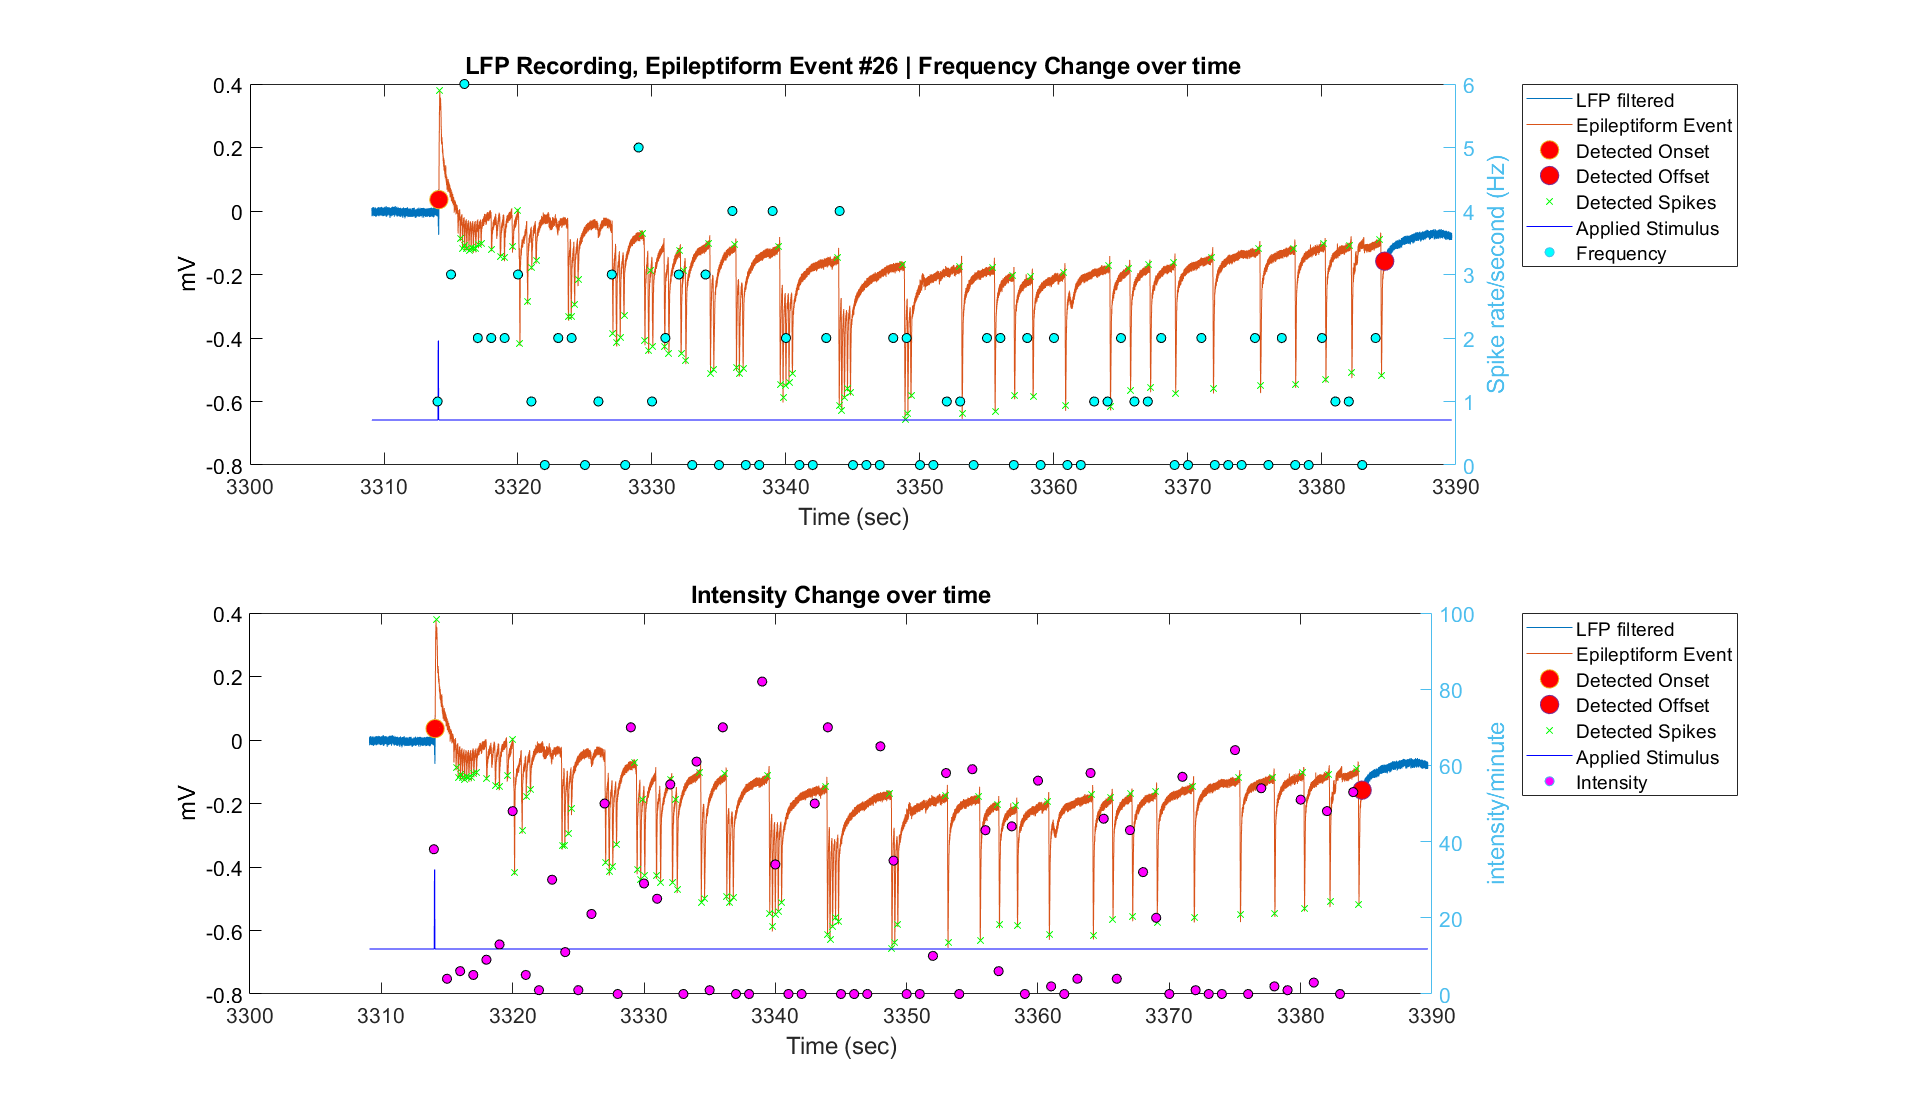 LFP Recording, Epileptiform Event #26 | Frequency Change over time
0.4
0.2
0
-0.2
-0.4
-0.6
-0.8
mV
6
5
4
3
2
1
0
Spike rate/second (Hz)
3300 3310 3320 3330 3340 3350 3360 3370 3380 3390
Time (sec)
LFP filtered
Epileptiform Event
Detected Onset
Detected Offset
Detected Spikes
Applied Stimulus
Frequency
Intensity Change over time
0.4
0.2
0
-0.2
-0.4
-0.6
-0.8
mV
100
80
60
40
20
0
intensity/minute
3300 3310 3320 3330 3340 3350 3360 3370 3380 3390
Time (sec)
LFP filtered
Epileptiform Event
Detected Onset
Detected Offset
Detected Spikes
Applied Stimulus
Intensity